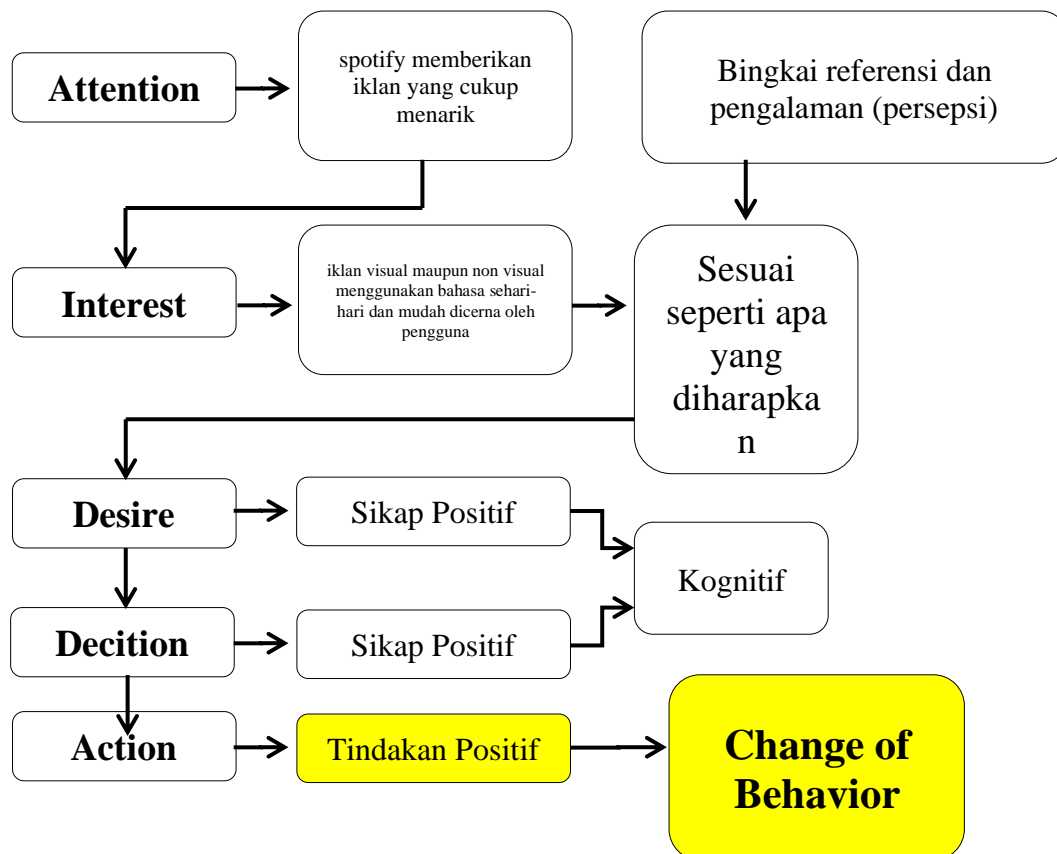 Attention
spotify memberikan
iklan yang cukup
menarik
Bingkai referensi dan
pengalaman (persepsi)
Interest
iklan visual maupun non visual
menggunakan bahasa sehari-
hari dan mudah dicerna oleh
pengguna
Sesuai
seperti apa
yang
diharapka
n
Desire
Sikap Positif
Kognitif
Decition
Sikap Positif
Action
Tindakan Positif
Change of
Behavior